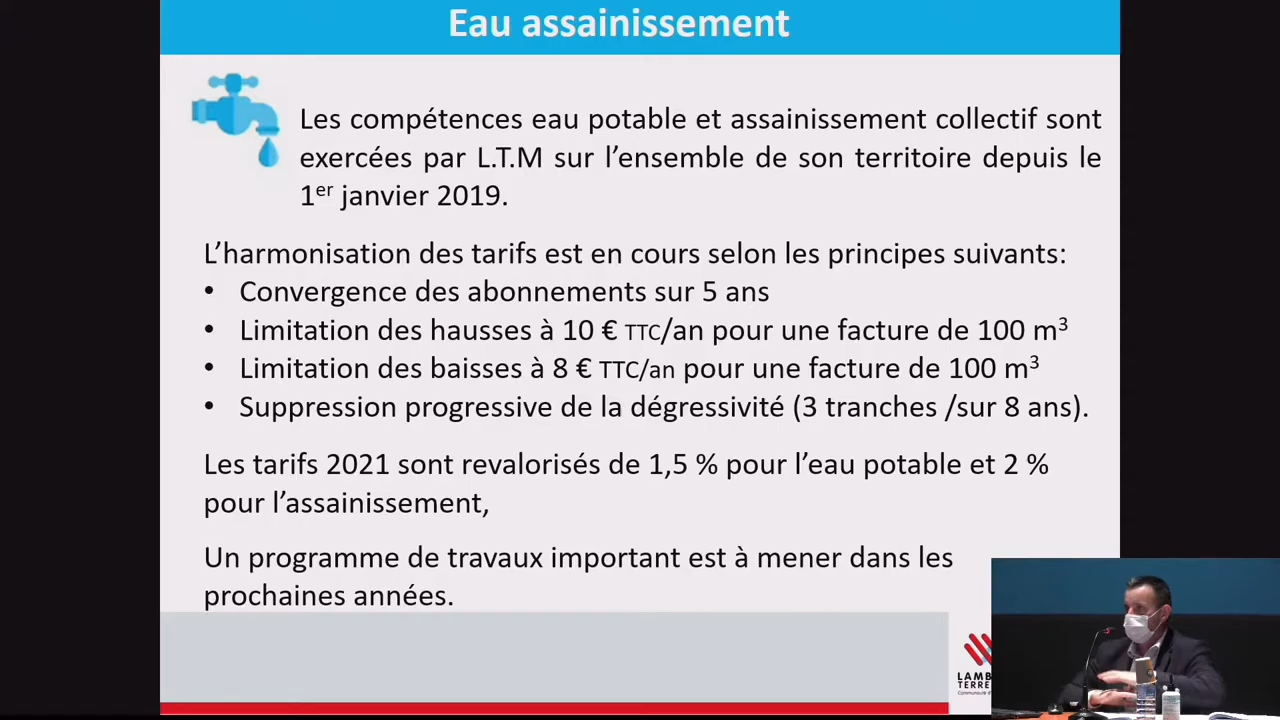 Eau assainissement
Les compétences eau potable et assainissement collectif sont
exercées par L.T.M sur l’ensemble de son territoire depuis le
1er janvier 2019.
L’harmonisation des tarifs est en cours selon les principes suivants:
• Convergence des abonnements sur 5 ans
• Limitation des hausses à 10 € TTC/an pour une facture de 100 m³
• Limitation des baisses à 8 € TTC/an pour une facture de 100 m³
• Suppression progressive de la dégressivité (3 tranches /sur 8 ans).
Les tarifs 2021 sont revalorisés de 1,5 % pour l’eau potable et 2 %
pour l’assainissement,
Un programme de travaux important est à mener dans les
prochaines années.
LAMB
TERRE